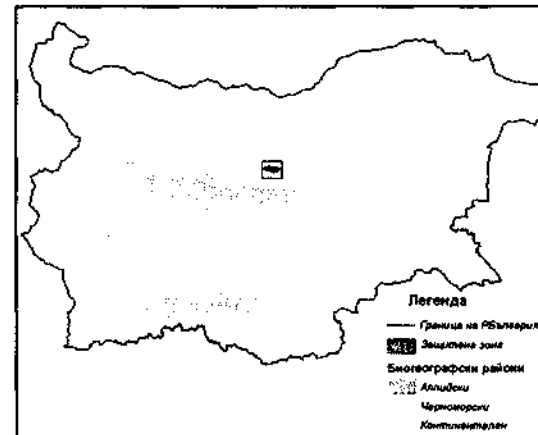 Легенда
Граница на РБългария
Защитена зона
Биогеографски райони
Алпийски
Черноморски
Континентален